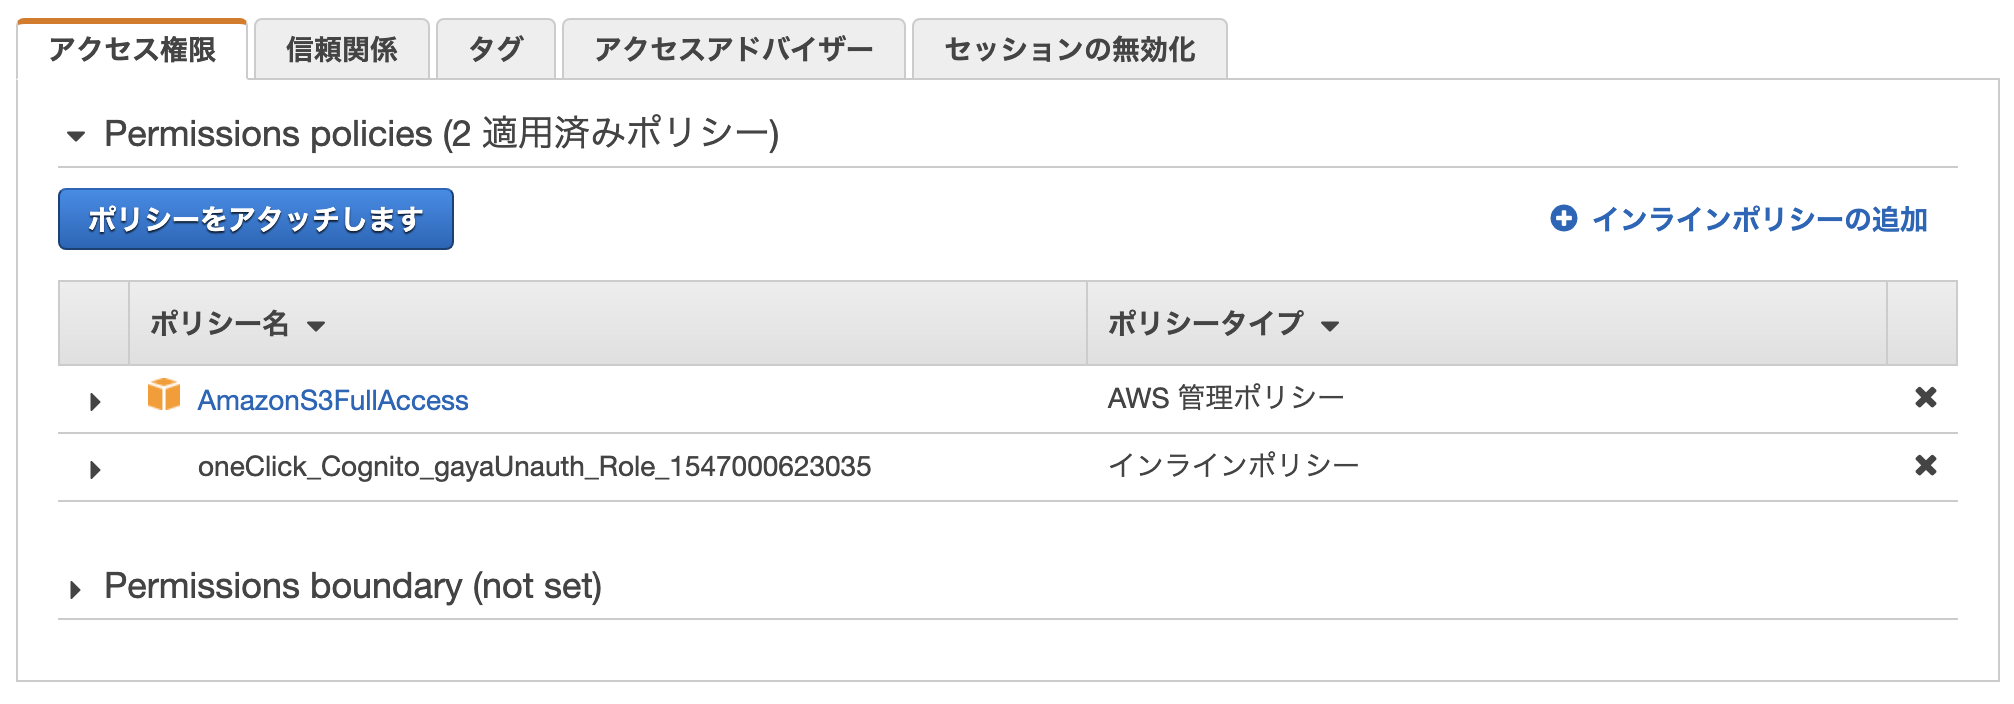 アクセス権限 信頼関係 タグ アクセスアドバイザー セッションの無効化
Permissions policies (2 適用済みポリシー)
ポリシーをアタッチします インラインポリシーの追加
ポリシー名 ポリシータイプ
AmazonS3FullAccess AWS 管理ポリシー
oneClick_Cognito_gayaUnauth_Role_1547000623035 インラインポリシー
Permissions boundary (not set)